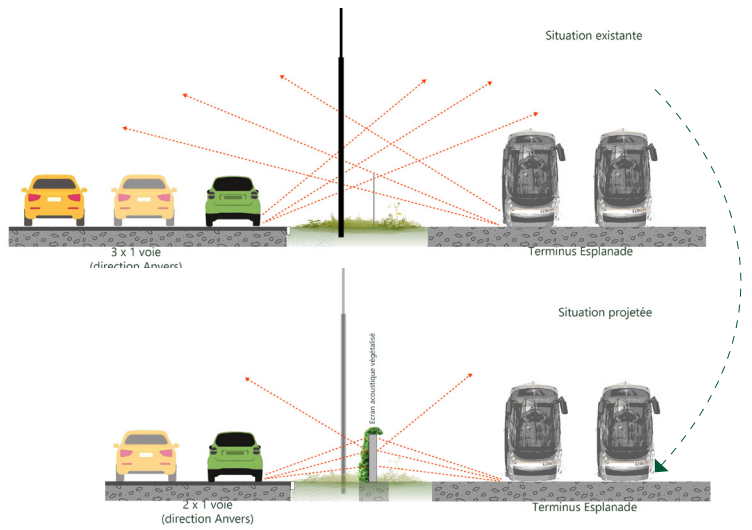 Situation existante
3 x 1 voie
(direction Anvers)
Terminus Esplanade
Situation projetée
Ecran acoustique végétalisé
2 x 1 voie
(direction Anvers)
Terminus Esplanade